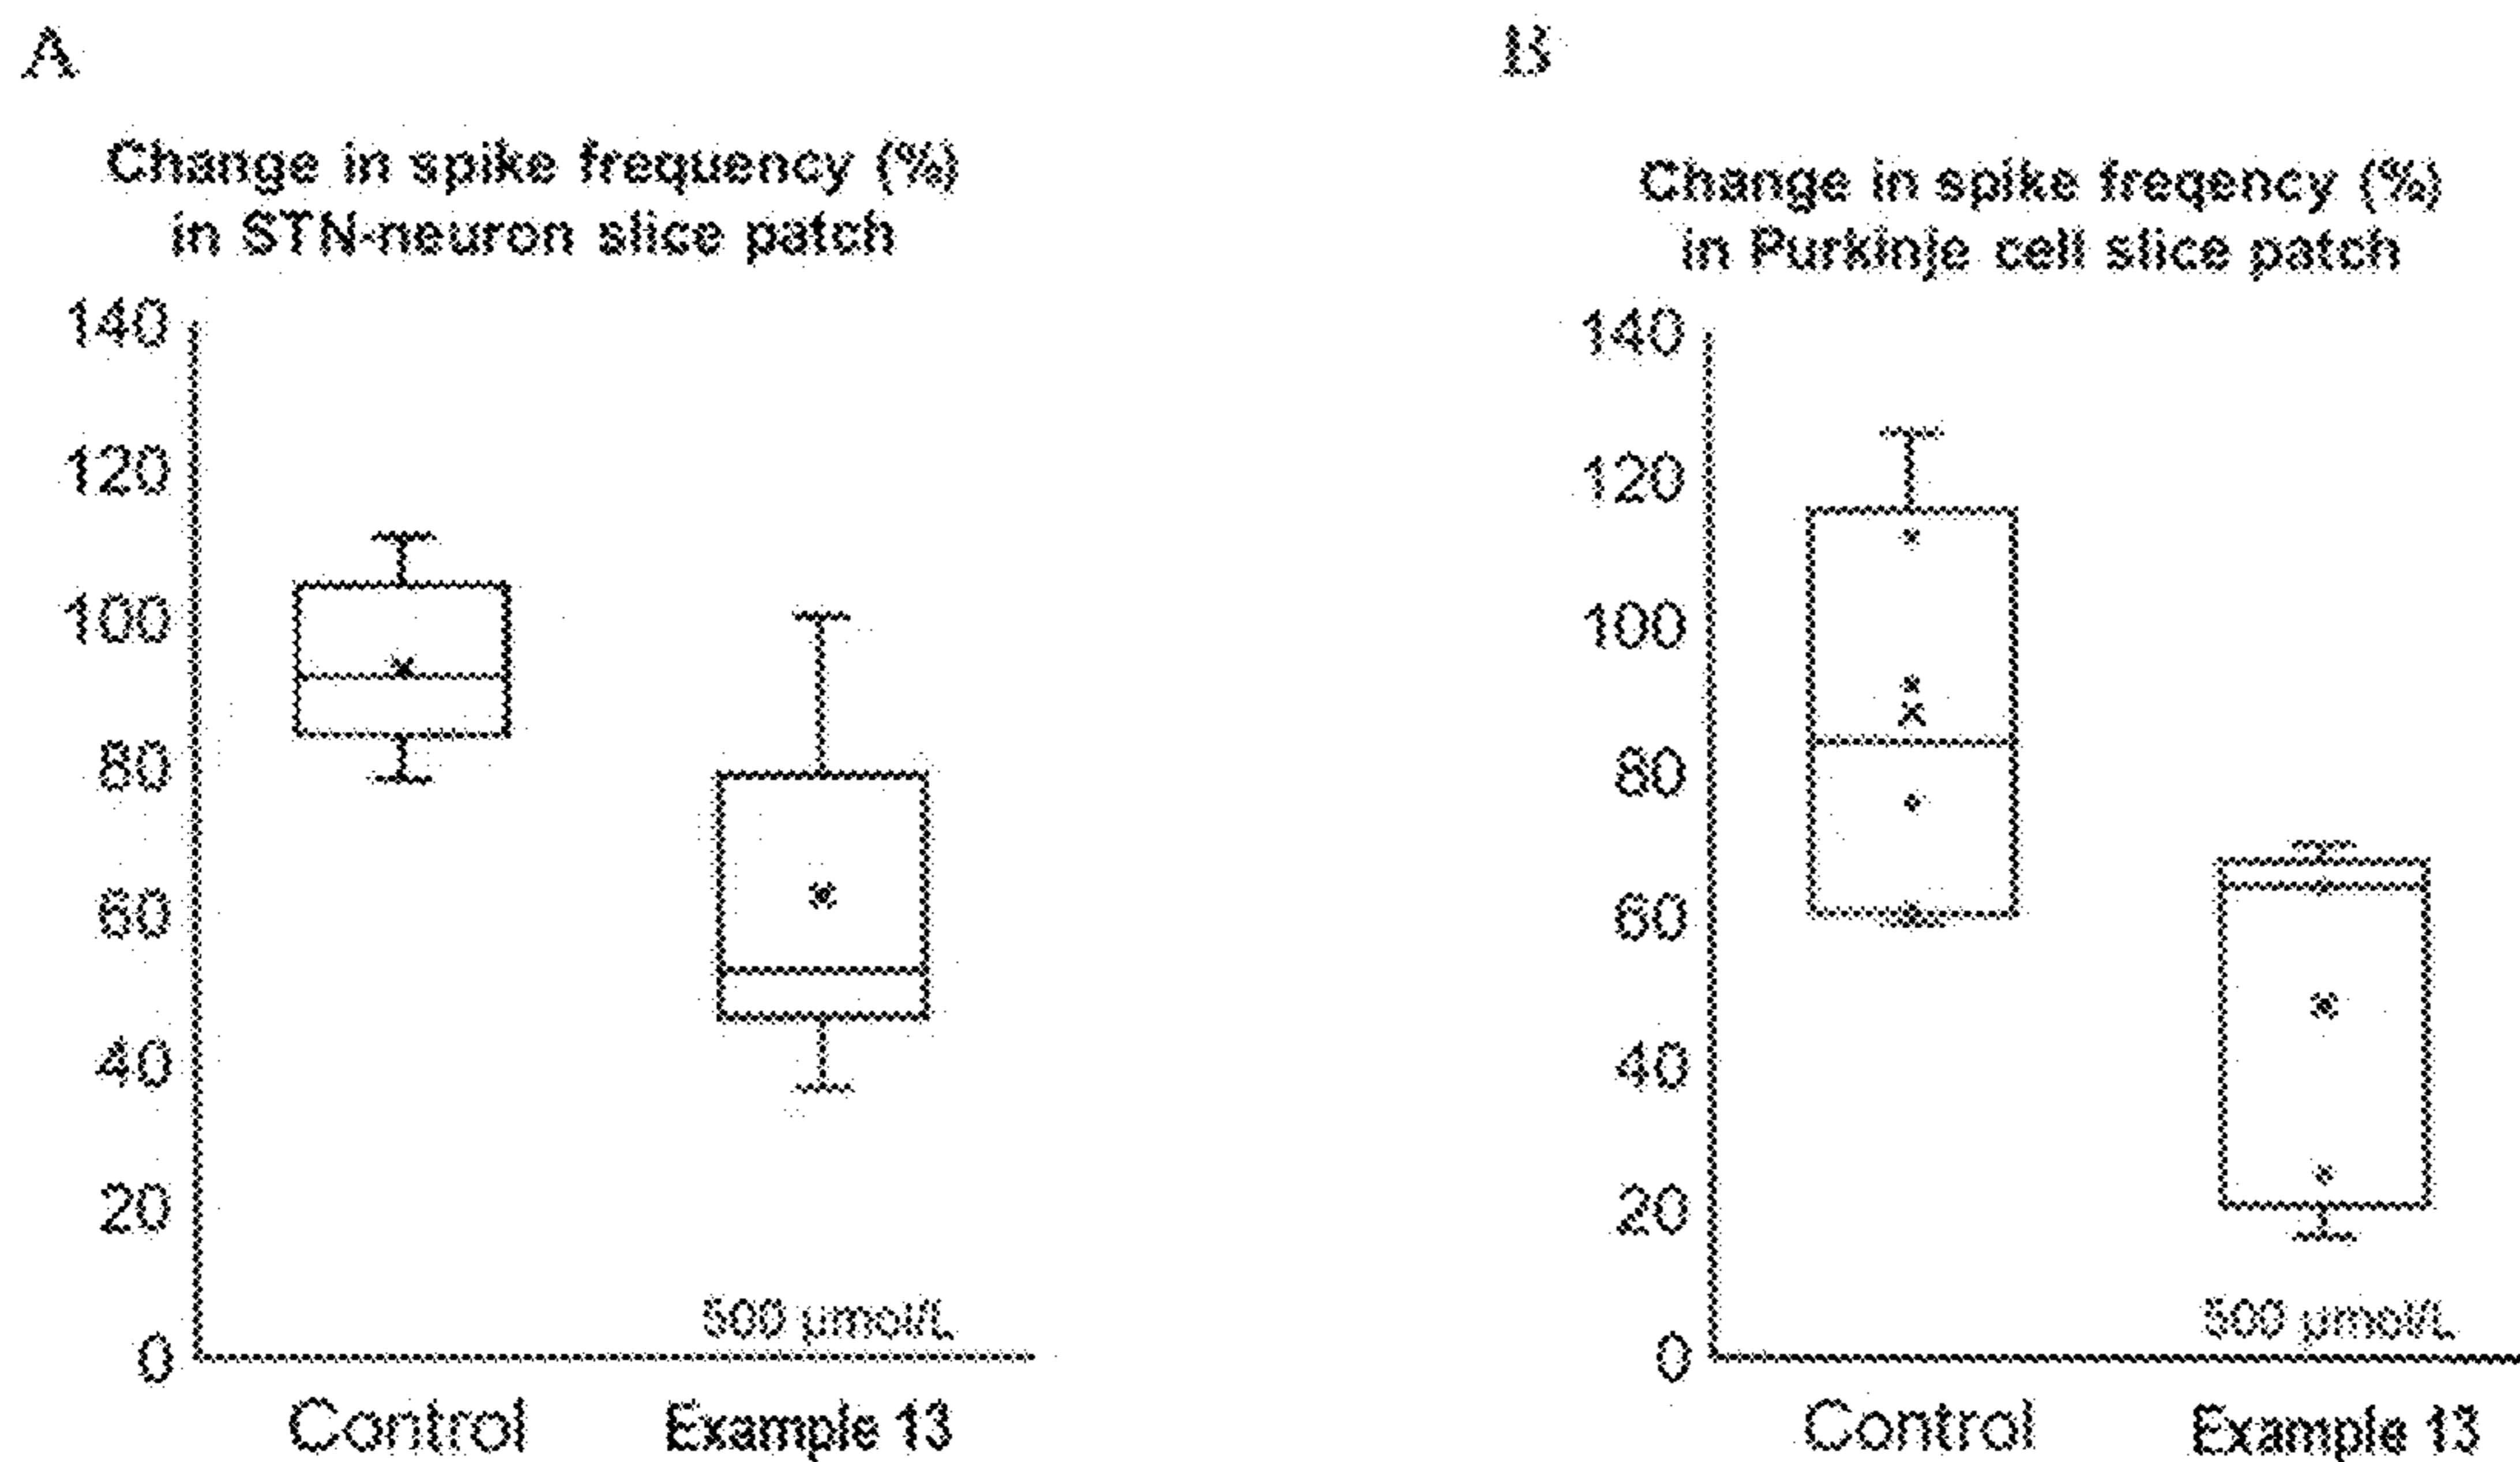 A
Change in spike frequency (%)
in STN-neuron slice patch
140
120
100
80
60
40
20
0
500 µmol/L
Control
Example 13
B
Change in spike freqency (%)
in Purkinje cell slice patch
140
120
100
80
60
40
20
0
500 µmol/L
Control
Example 13